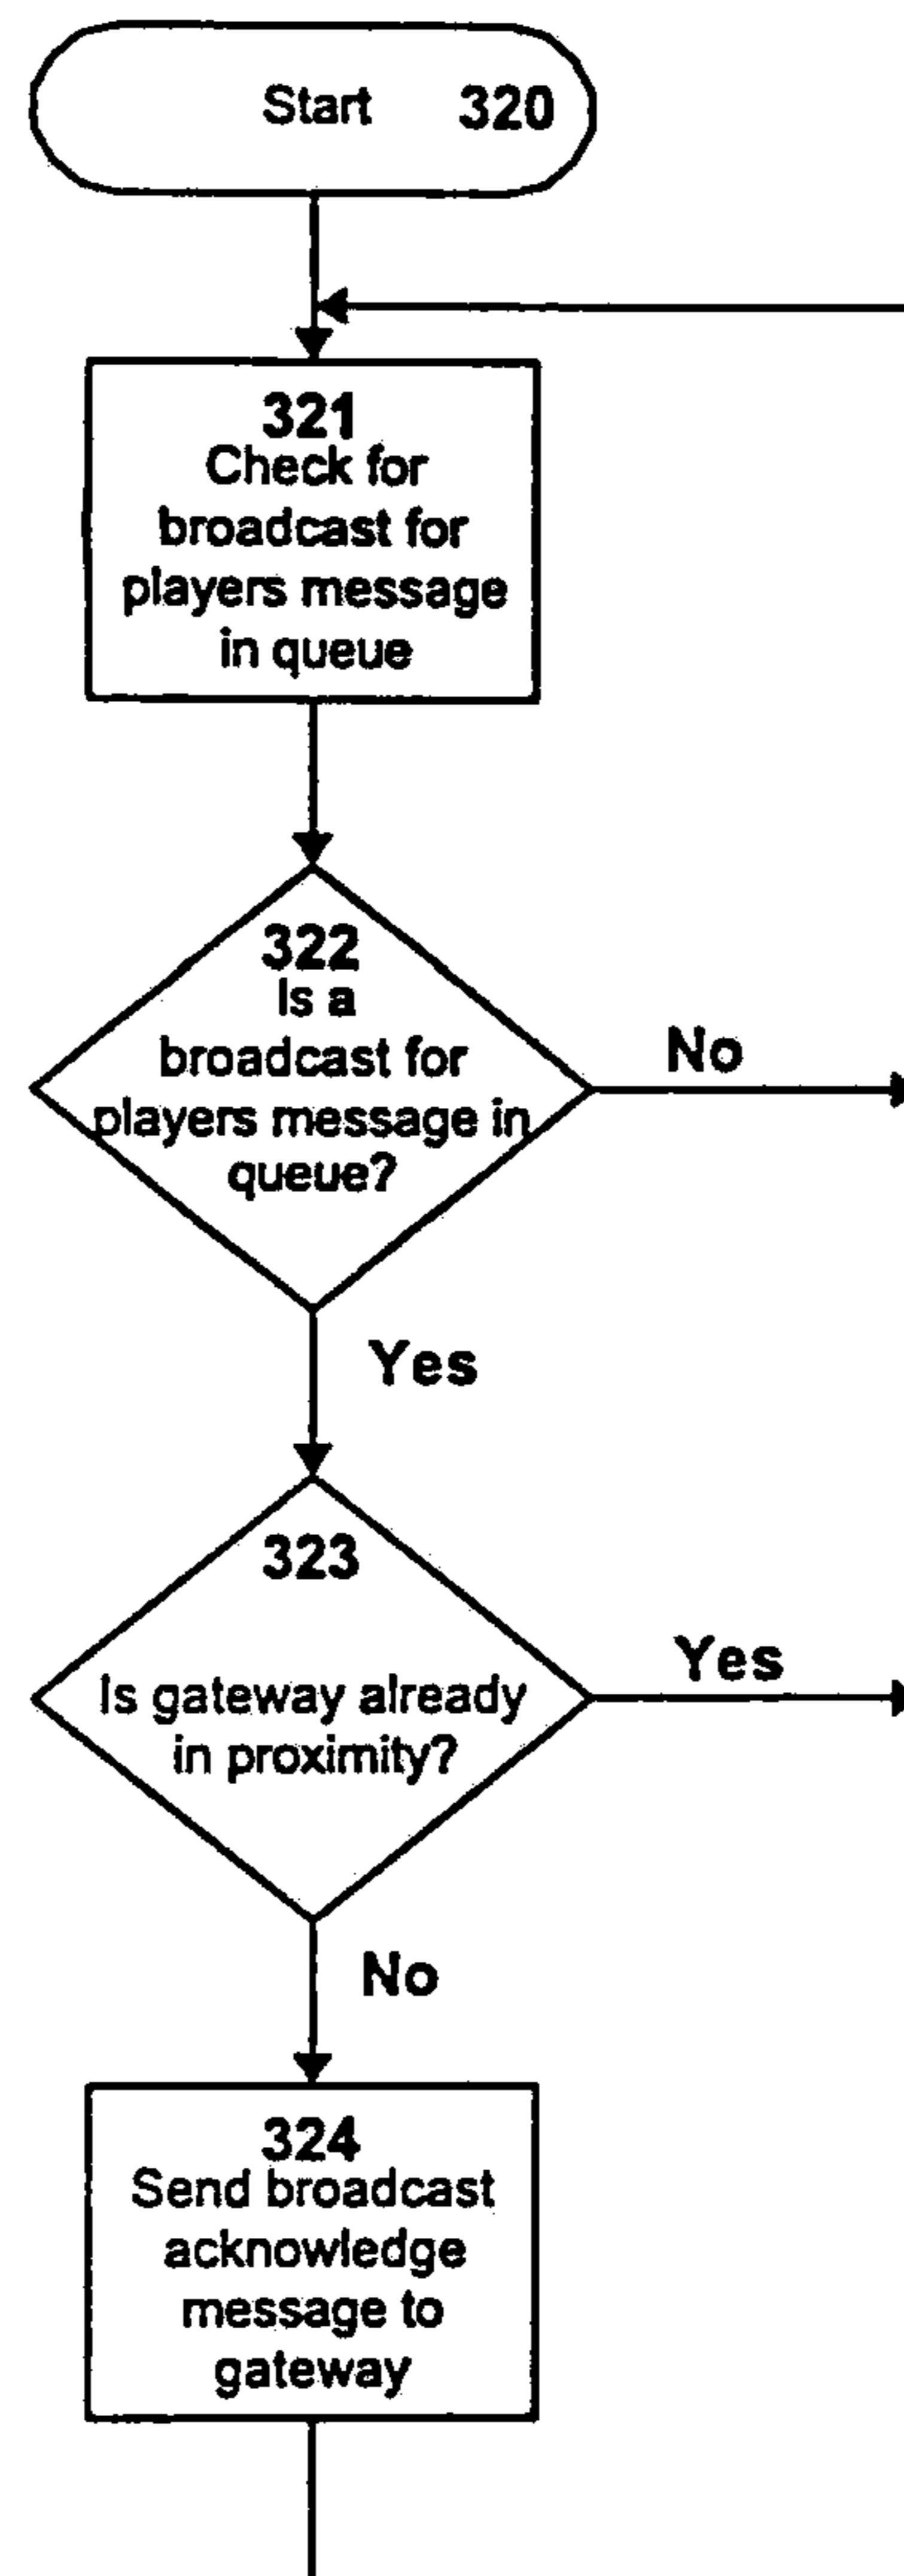 Start 320
321
Check for
broadcast for
players message
in queue
322
Is a
broadcast for
players message in
queue?
No
Yes
323
Is gateway already
in proximity?
Yes
No
324
Send broadcast
acknowledge
message to
gateway